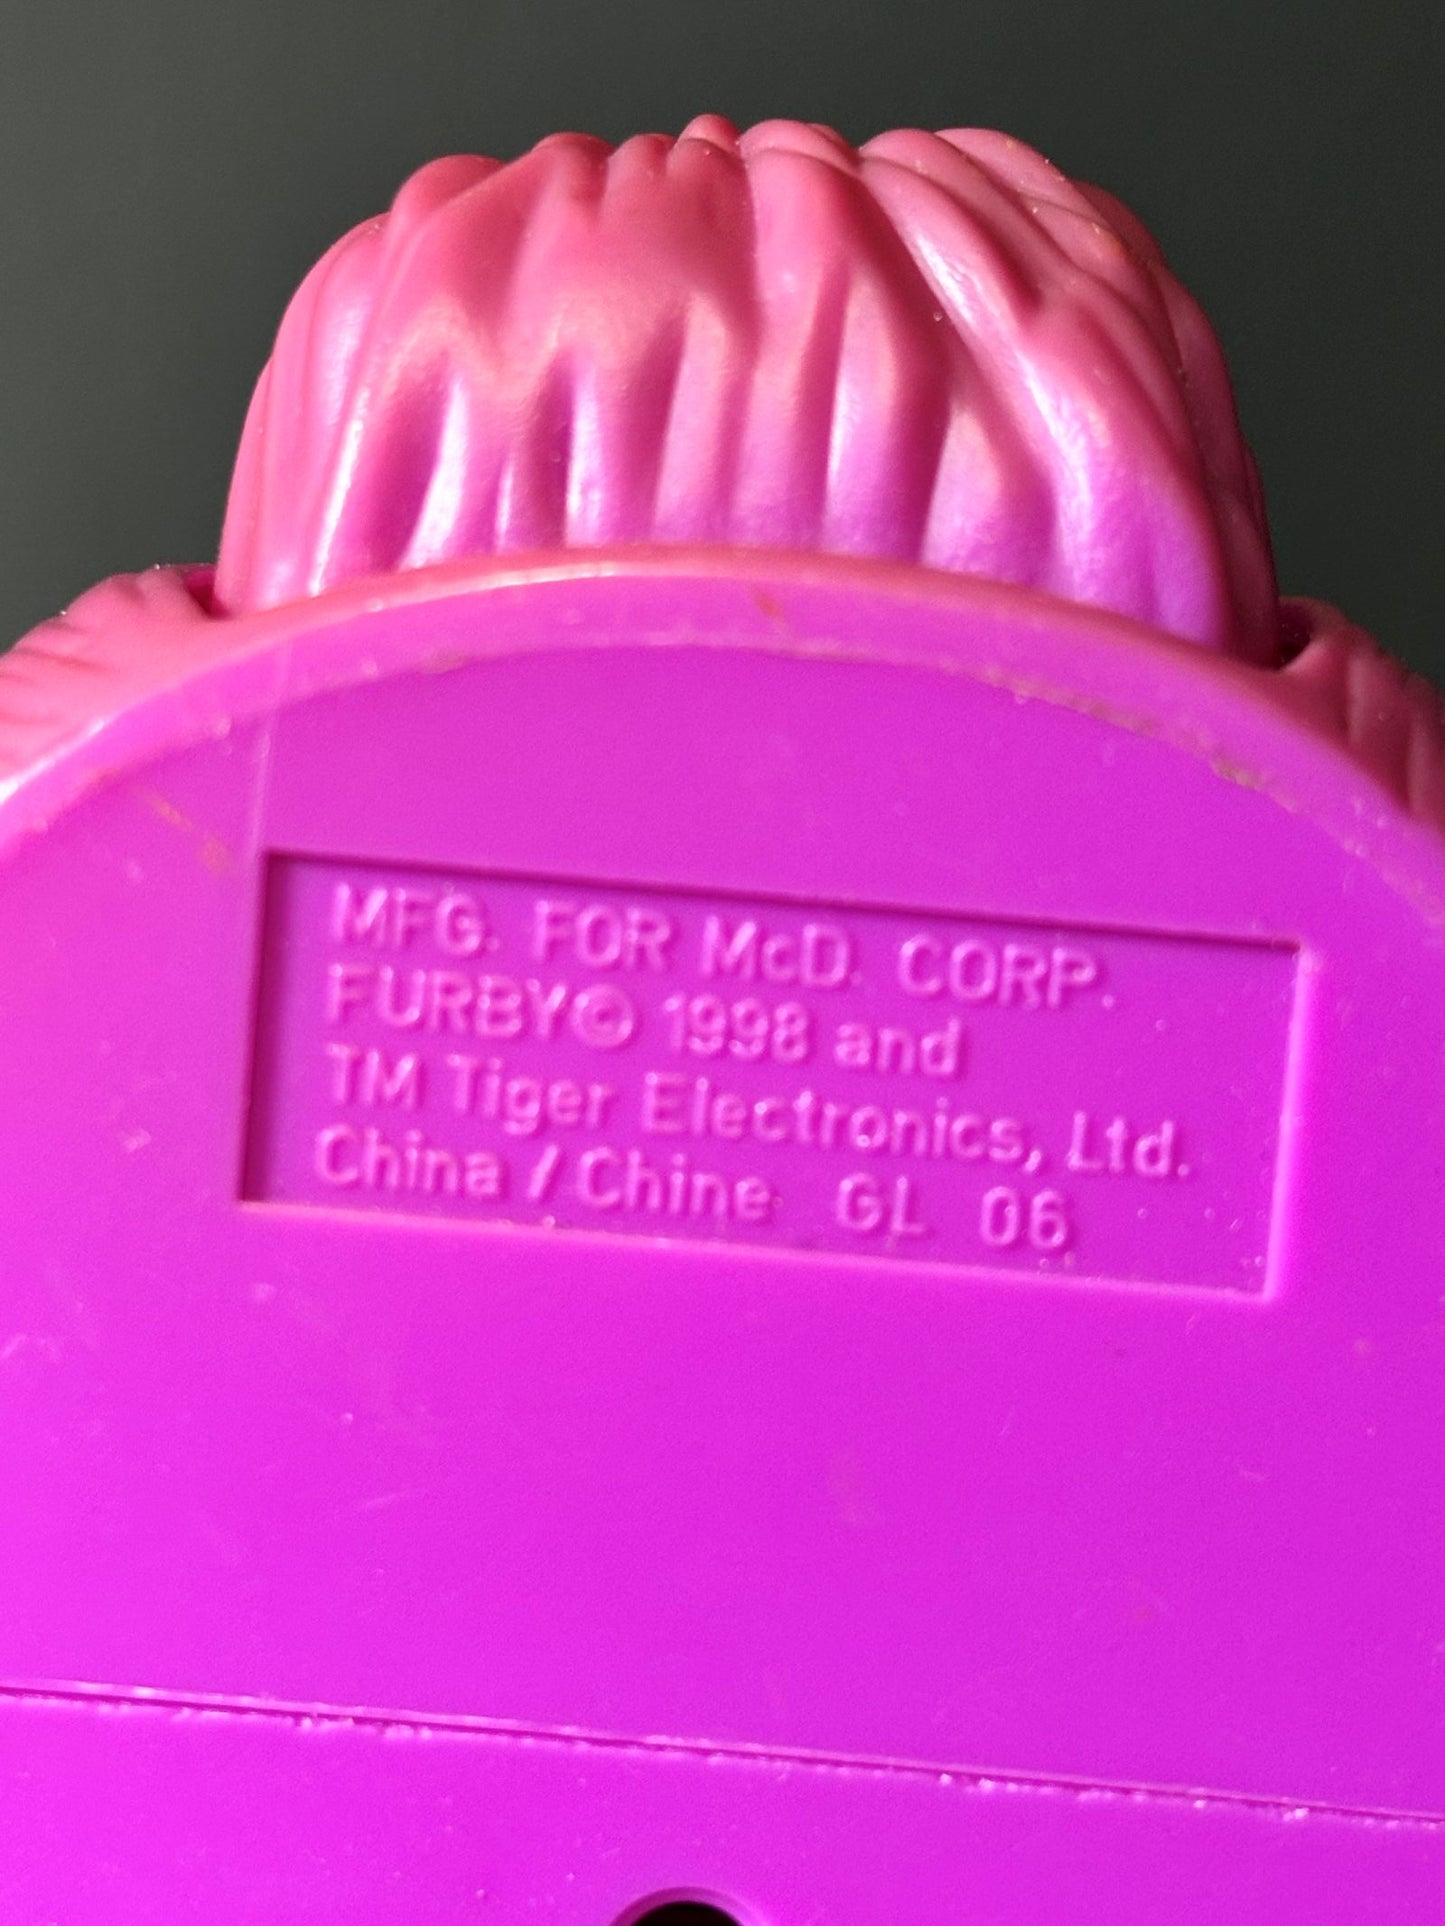 MFG. FOR McD. CORP.
FURBY© 1998 and
TM Tiger Electronics, Ltd.
China / Chine GL 06